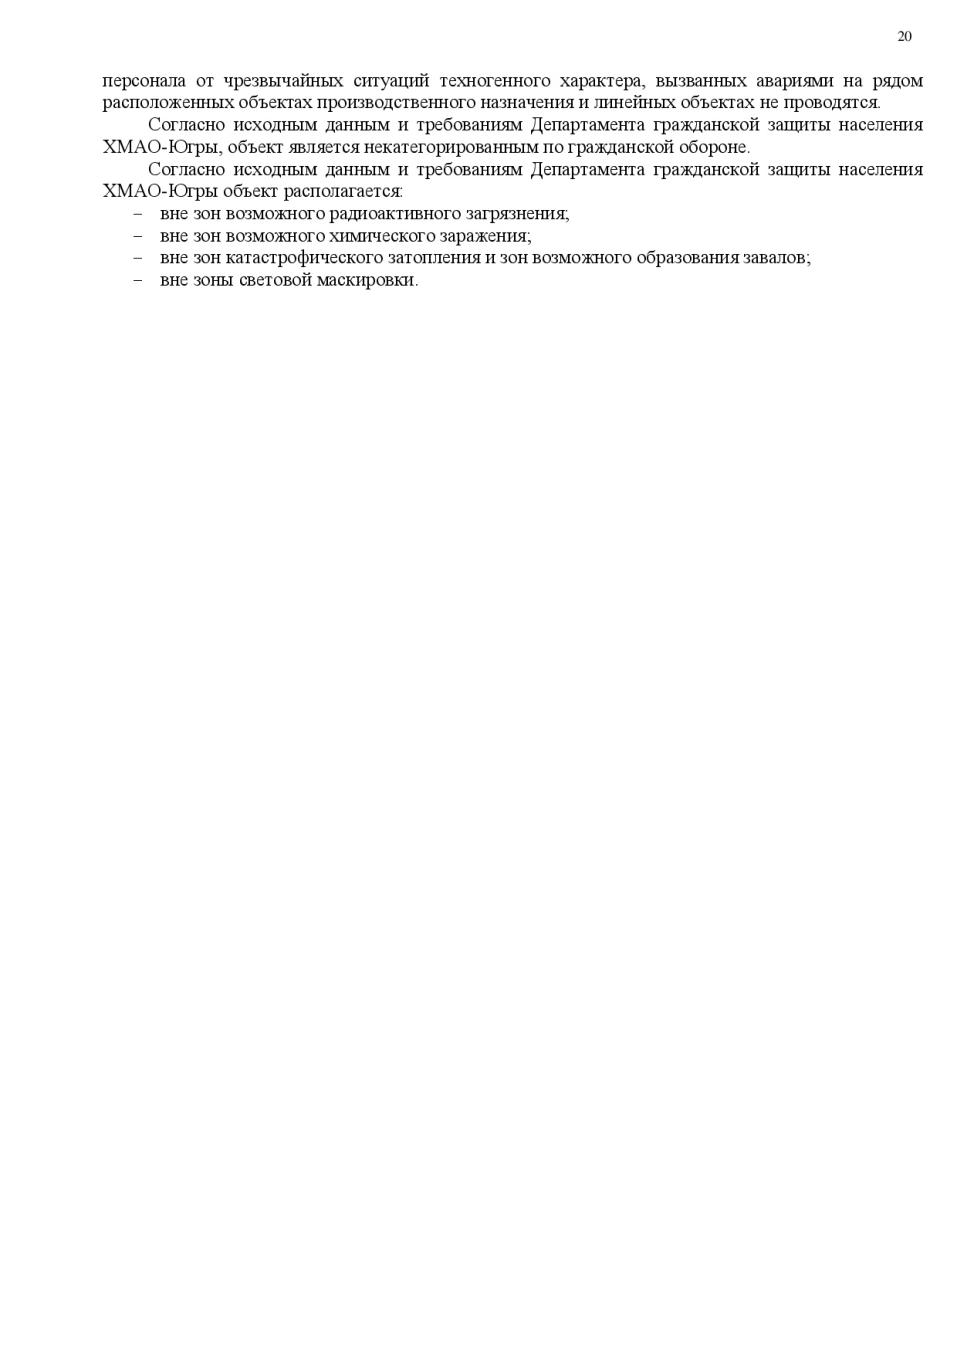 20
персонала от чрезвычайных ситуаций техногенного характера, вызванных авариями на рядом
расположенных объектах производственного назначения и линейных объектах не проводятся.
Согласно исходным данным и требованиям Департамента гражданской защиты населения
ХМАО-Югры, объект является некатегорированным по гражданской обороне.
Согласно исходным данным и требованиям Департамента гражданской защиты населения
ХМАО-Югры объект располагается:
– вне зон возможного радиоактивного загрязнения;
– вне зон возможного химического заражения;
– вне зон катастрофического затопления и зон возможного образования завалов;
– вне зоны световой маскировки.